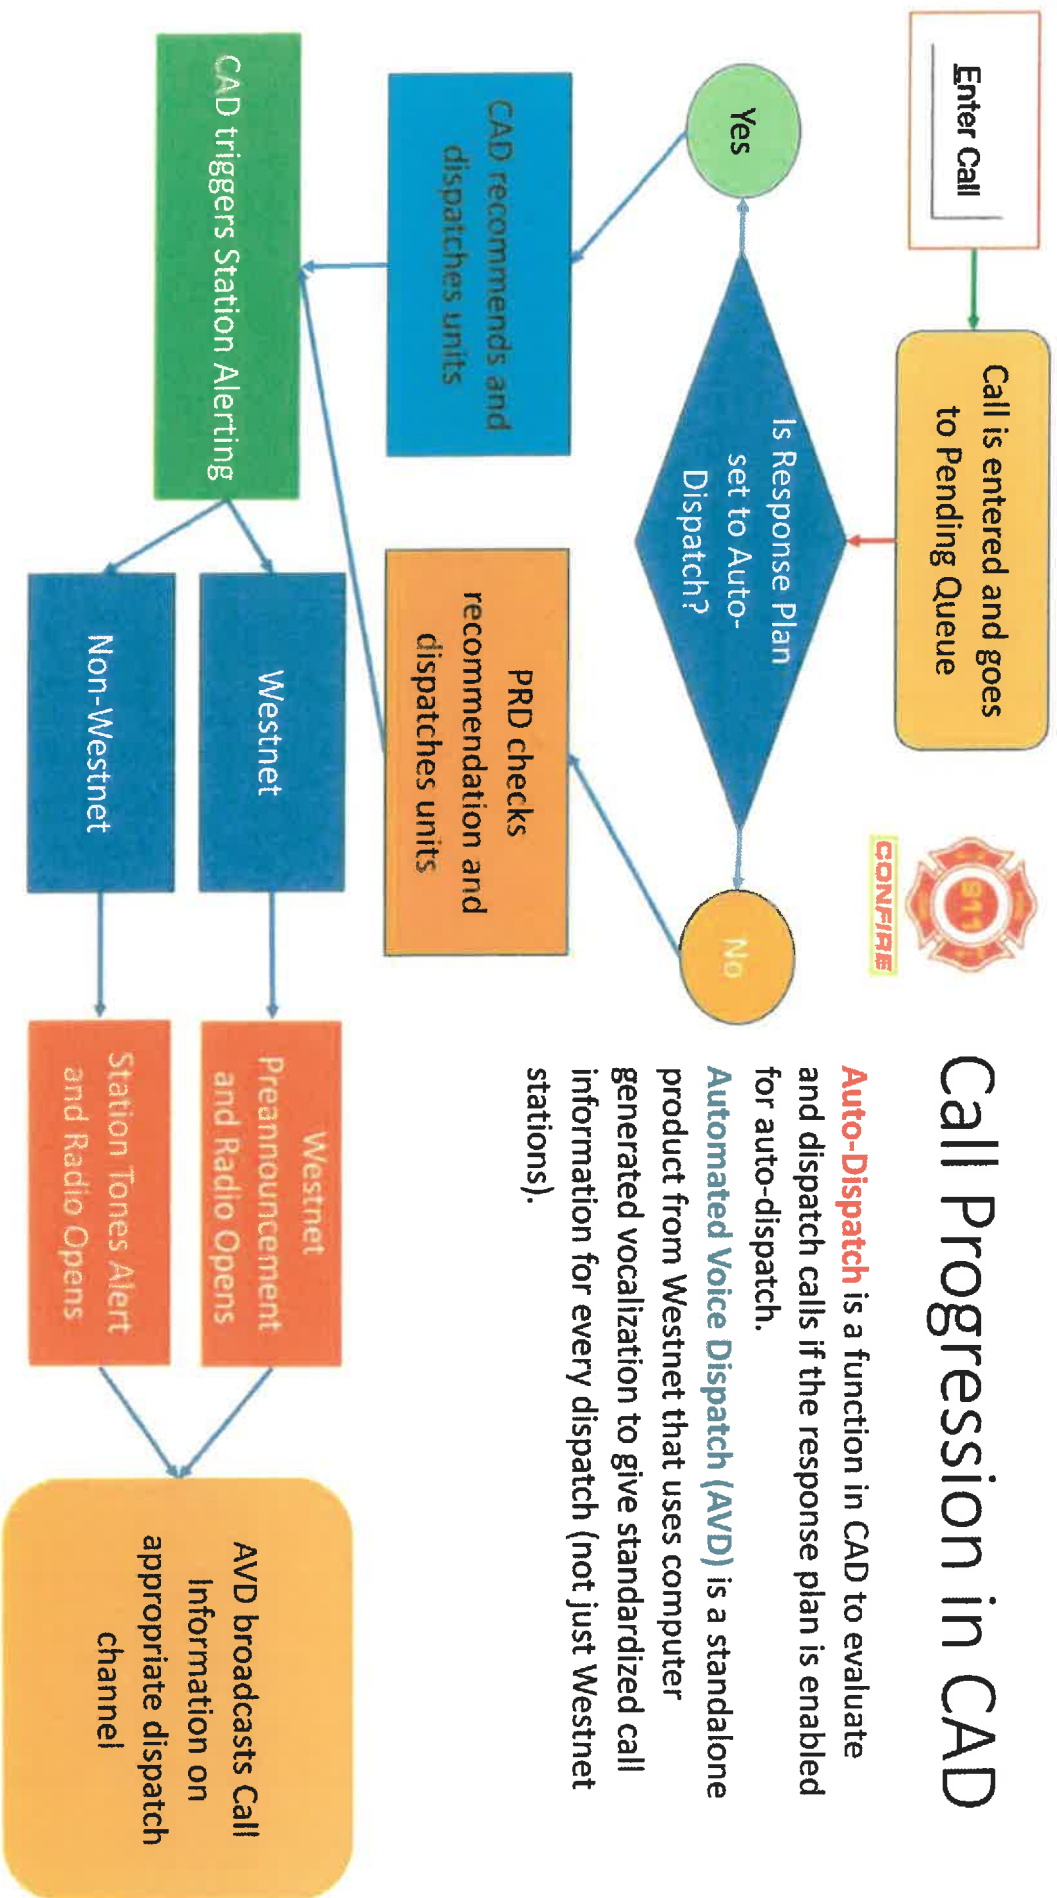 Call Progression in CAD
Enter Call
Call is entered and goes
to Pending Queue
911
CONFIRE
Is Response Plan
set to Auto-
Dispatch?
Yes
No
Auto-Dispatch is a function in CAD to evaluate
and dispatch calls if the response plan is enabled
for auto-dispatch.
Automated Voice Dispatch (AVD) is a standalone
product from Westnet that uses computer
generated vocalization to give standardized call
information for every dispatch (not just Westnet
stations).
CAD recommends and
dispatches units
PRD checks
recommendation and
dispatches units
CAD triggers Station Alerting
Westnet
Non-Westnet
Westnet
Preannouncement
and Radio Opens
Station Tones Alert
and Radio Opens
AVD broadcasts Call
Information on
appropriate dispatch
channel